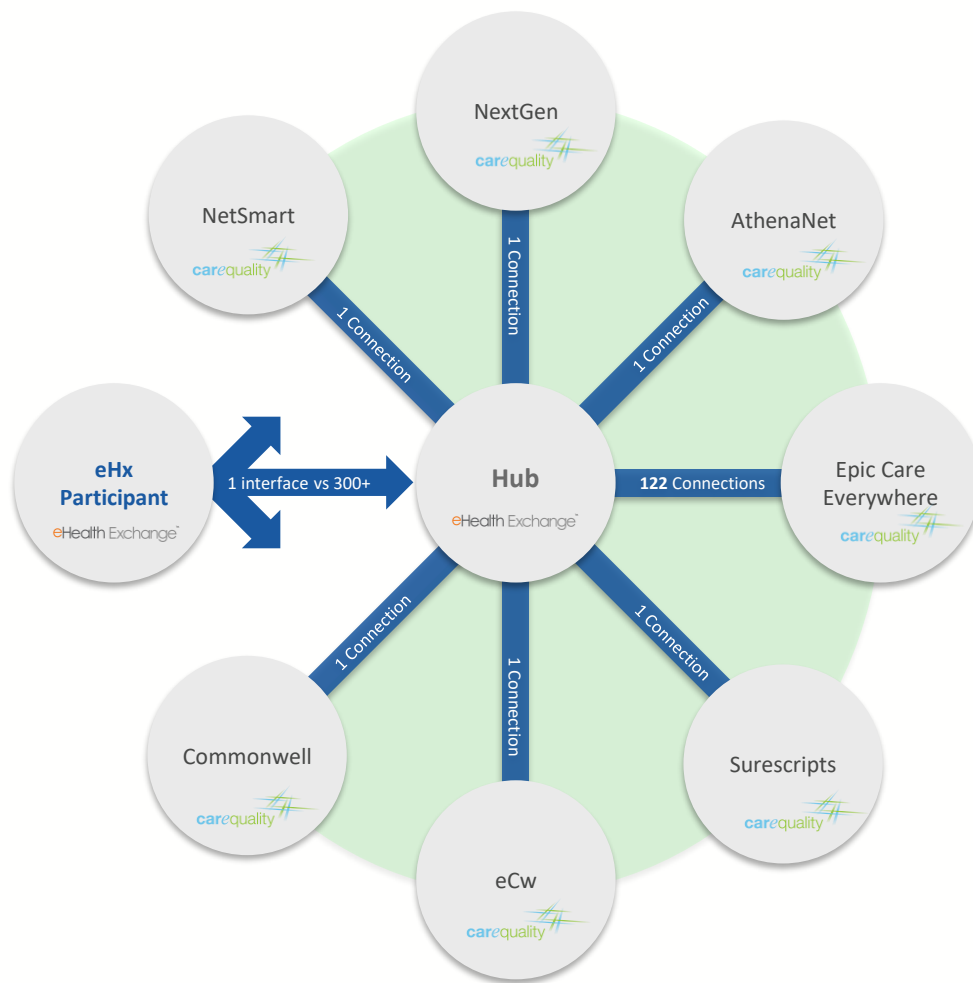 NextGen
carequality
NetSmart
carequality
AthenaNet
carequality
1 Connection
1 Connection
1 Connection
eHx
Participant
eHealth Exchange™
1 interface vs 300+
Hub
eHealth Exchange™
122 Connections
Epic Care
Everywhere
carequality
1 Connection
1 Connection
1 Connection
Commonwell
carequality
Surescripts
carequality
eCw
carequality